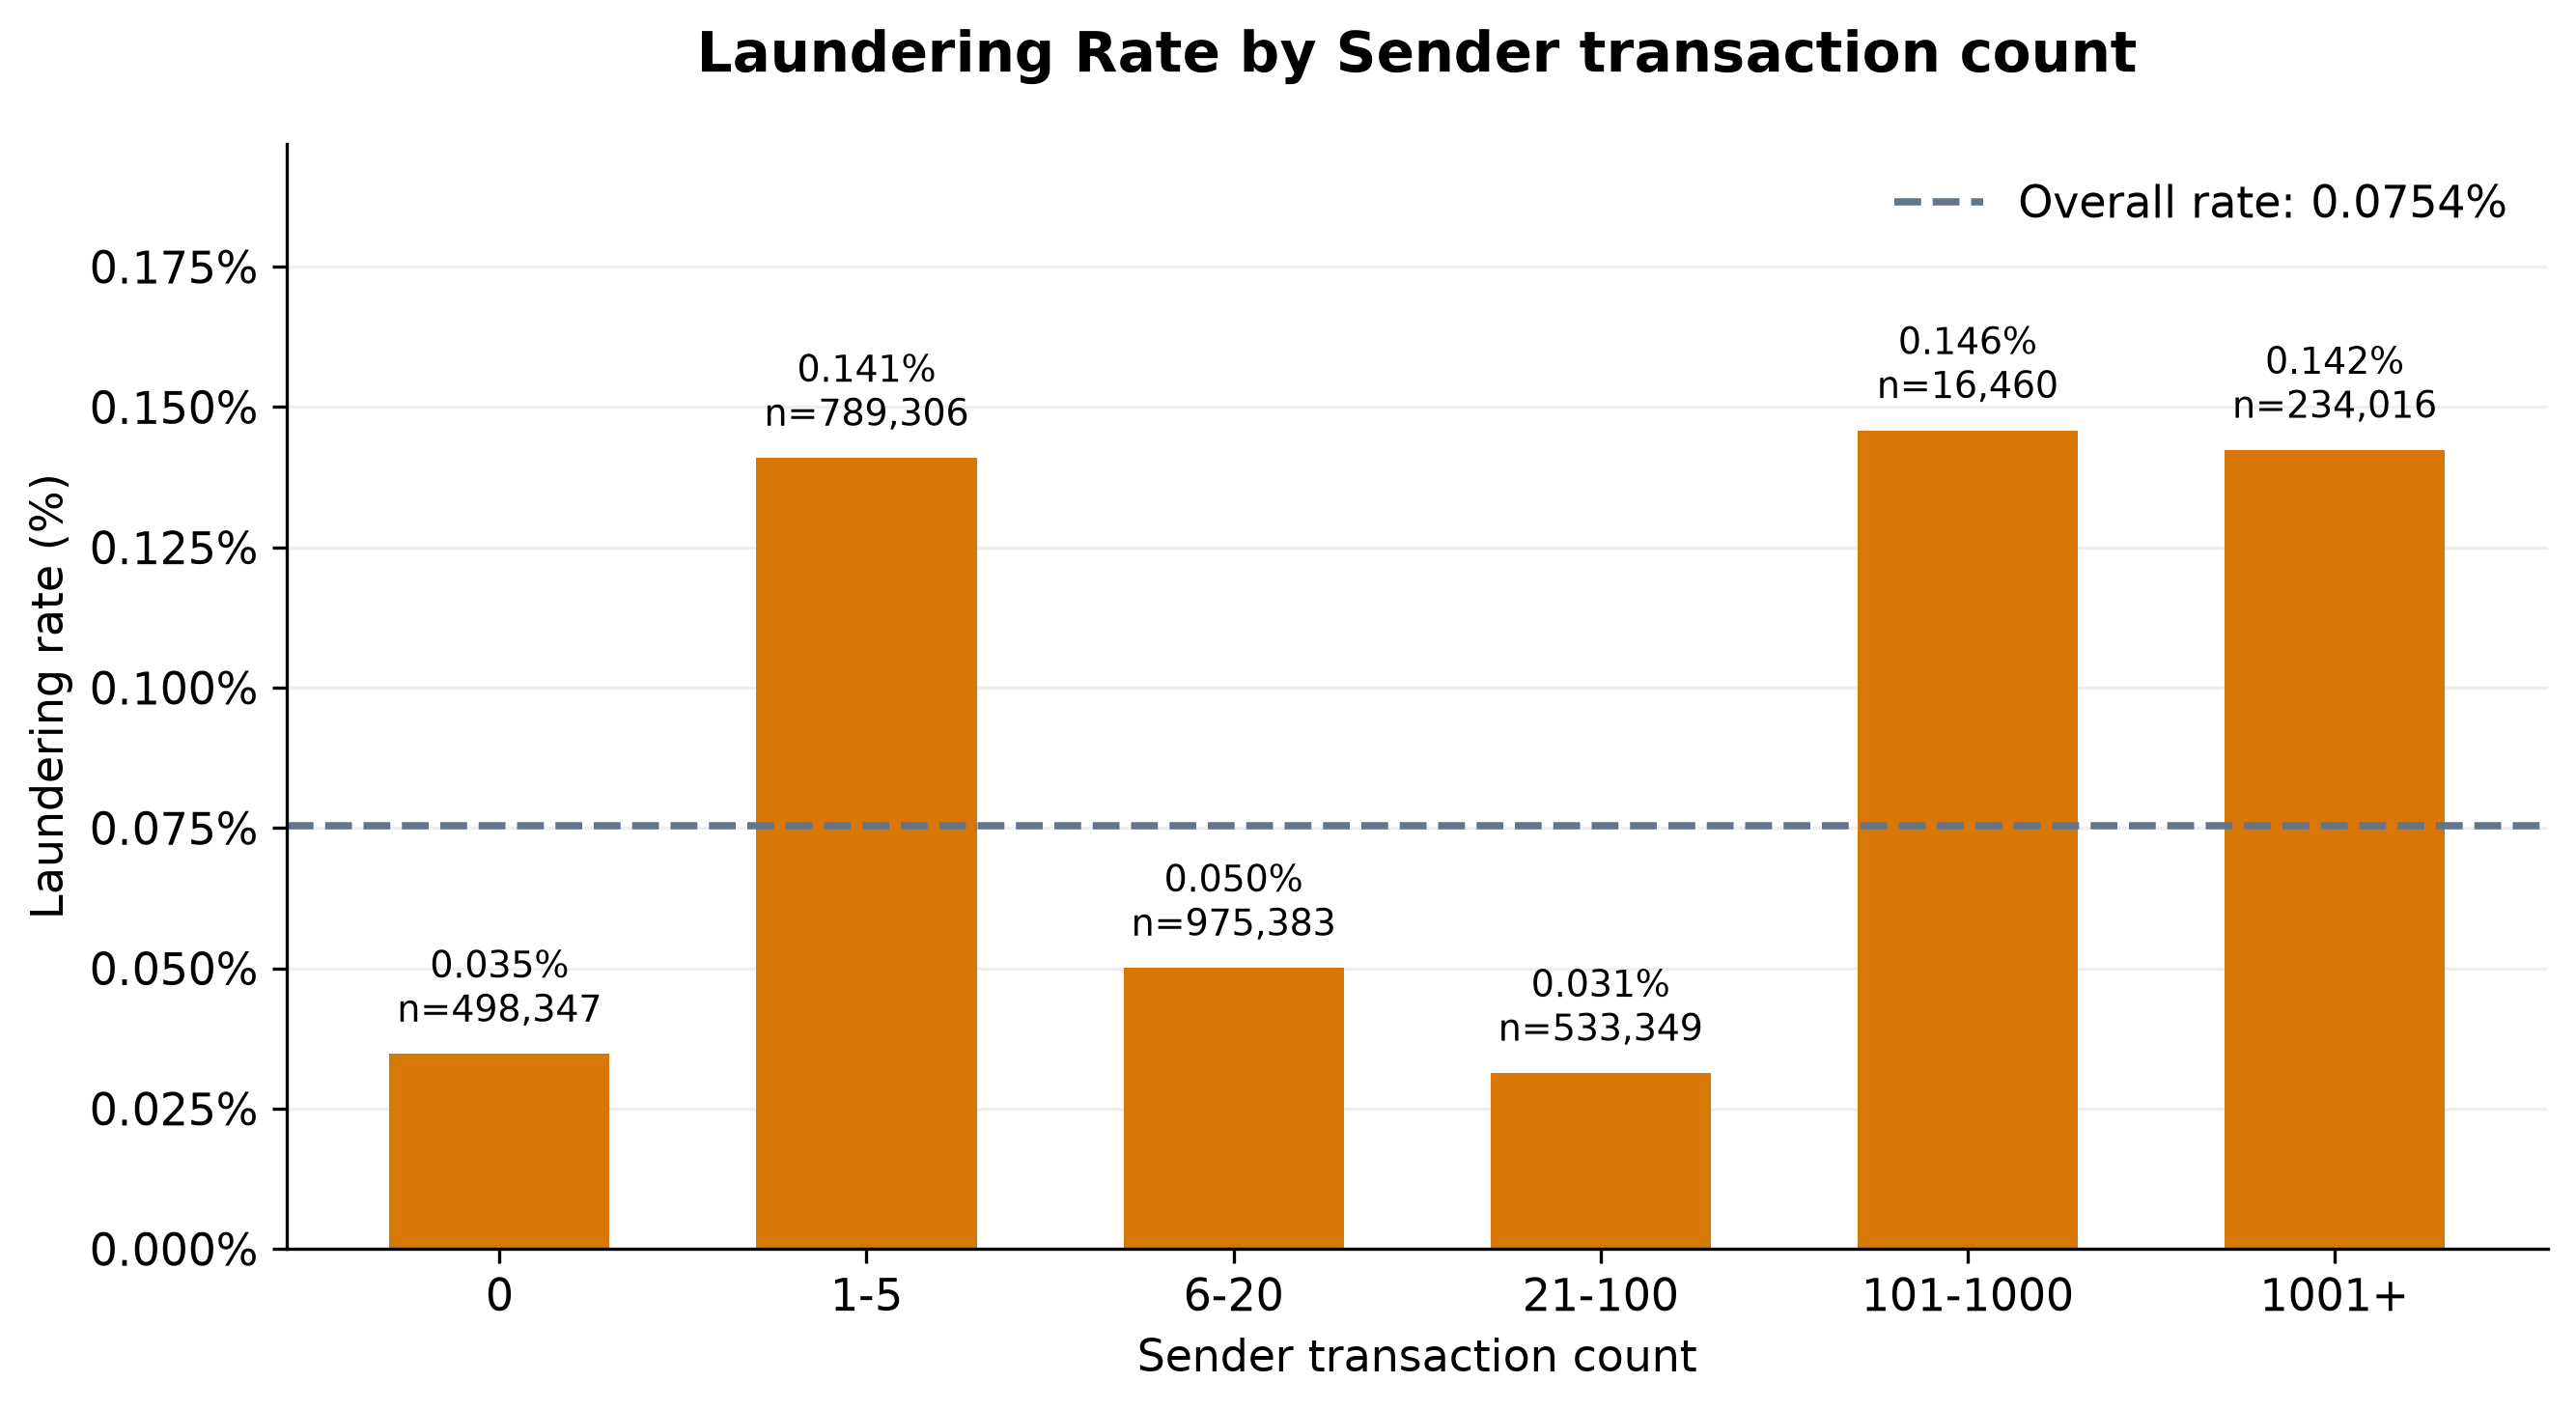 Laundering Rate by Sender transaction count
Overall rate: 0.0754%
Laundering rate (%)
0.175%
0.150%
0.125%
0.100%
0.075%
0.050%
0.025%
0.000%
0.035%
n=498,347
0.141%
n=789,306
0.050%
n=975,383
0.031%
n=533,349
0.146%
n=16,460
0.142%
n=234,016
0
1-5
6-20
21-100
101-1000
1001+
Sender transaction count